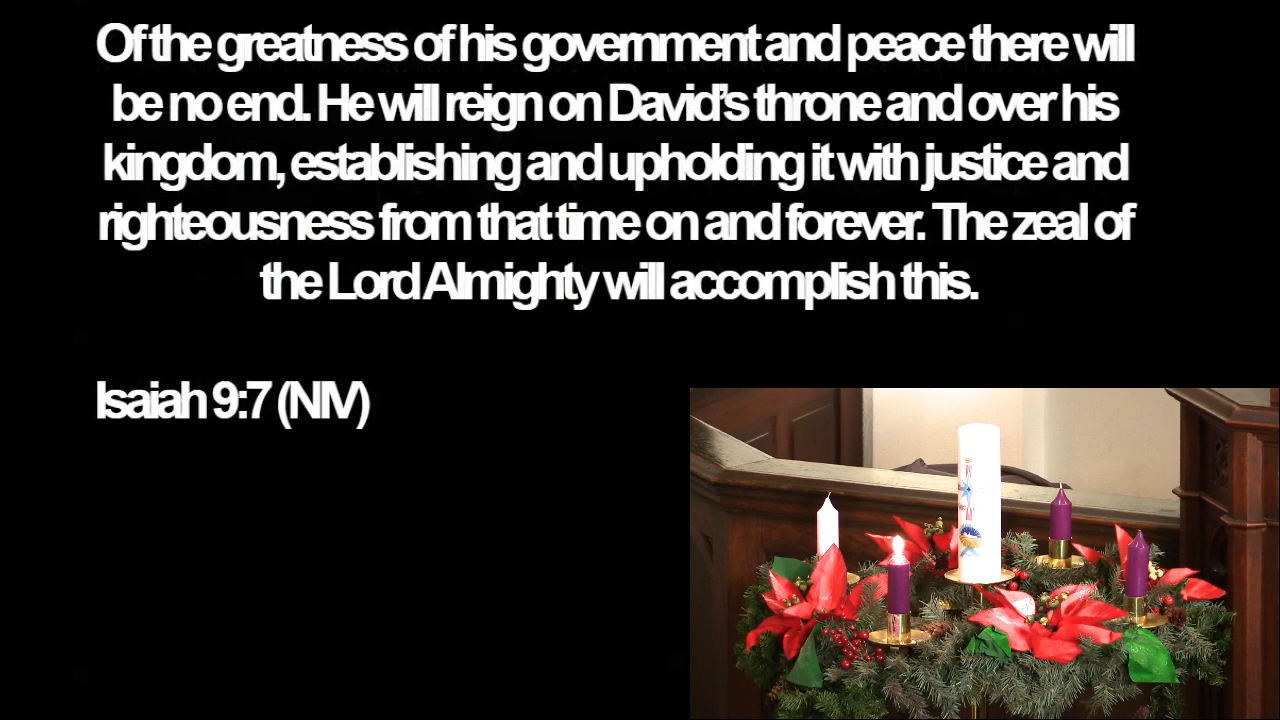 Of the greatness of his government and peace there will
be no end. He will reign on David's throne and over his
kingdom, establishing and upholding it with justice and
righteousness from that time on and forever. The zeal of
the Lord Almighty will accomplish this.
Isaiah 9:7 (NIV)